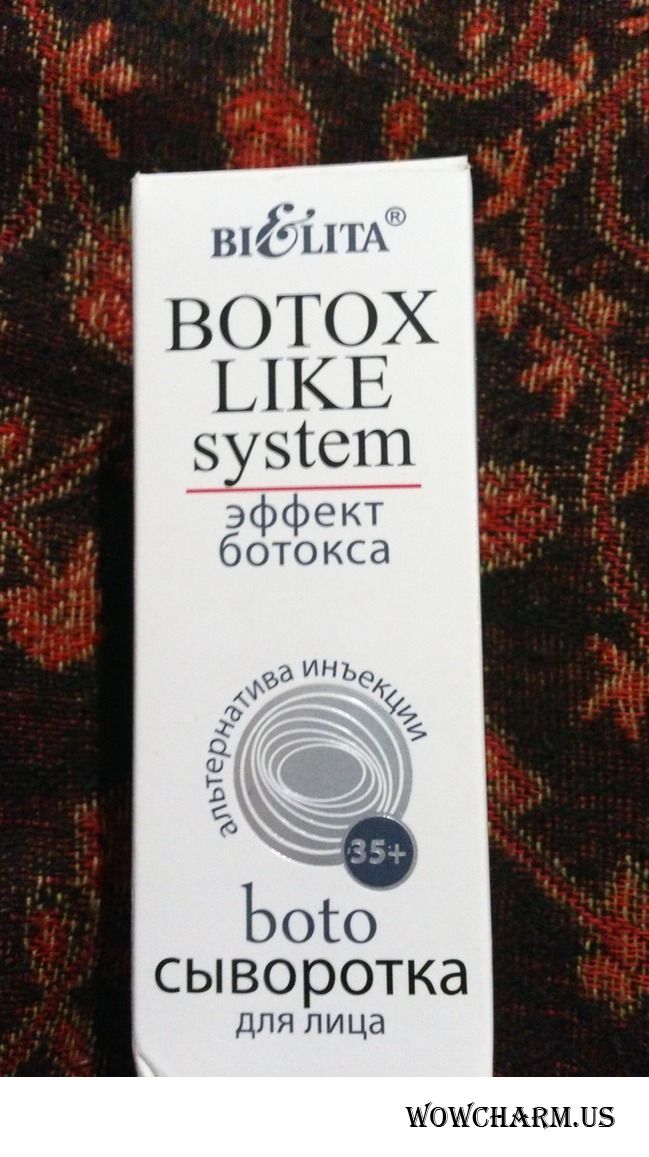 BIELITA®
BOTOX
LIKE
system
эффект
ботокса
альтернатива инъекции
35+
boto
сыворотка
для лица
WOWCHARM.US